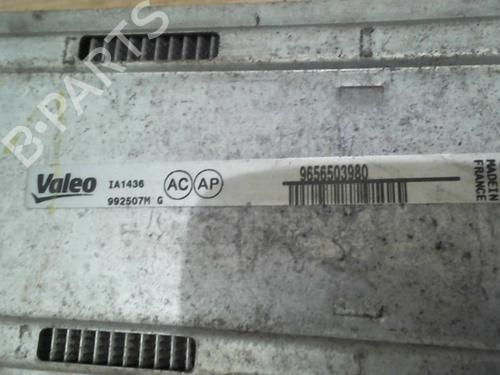 B-PARTS
Valeo
IA1436
992507M G
AC AP
9656503980
MADE IN
FRANCE